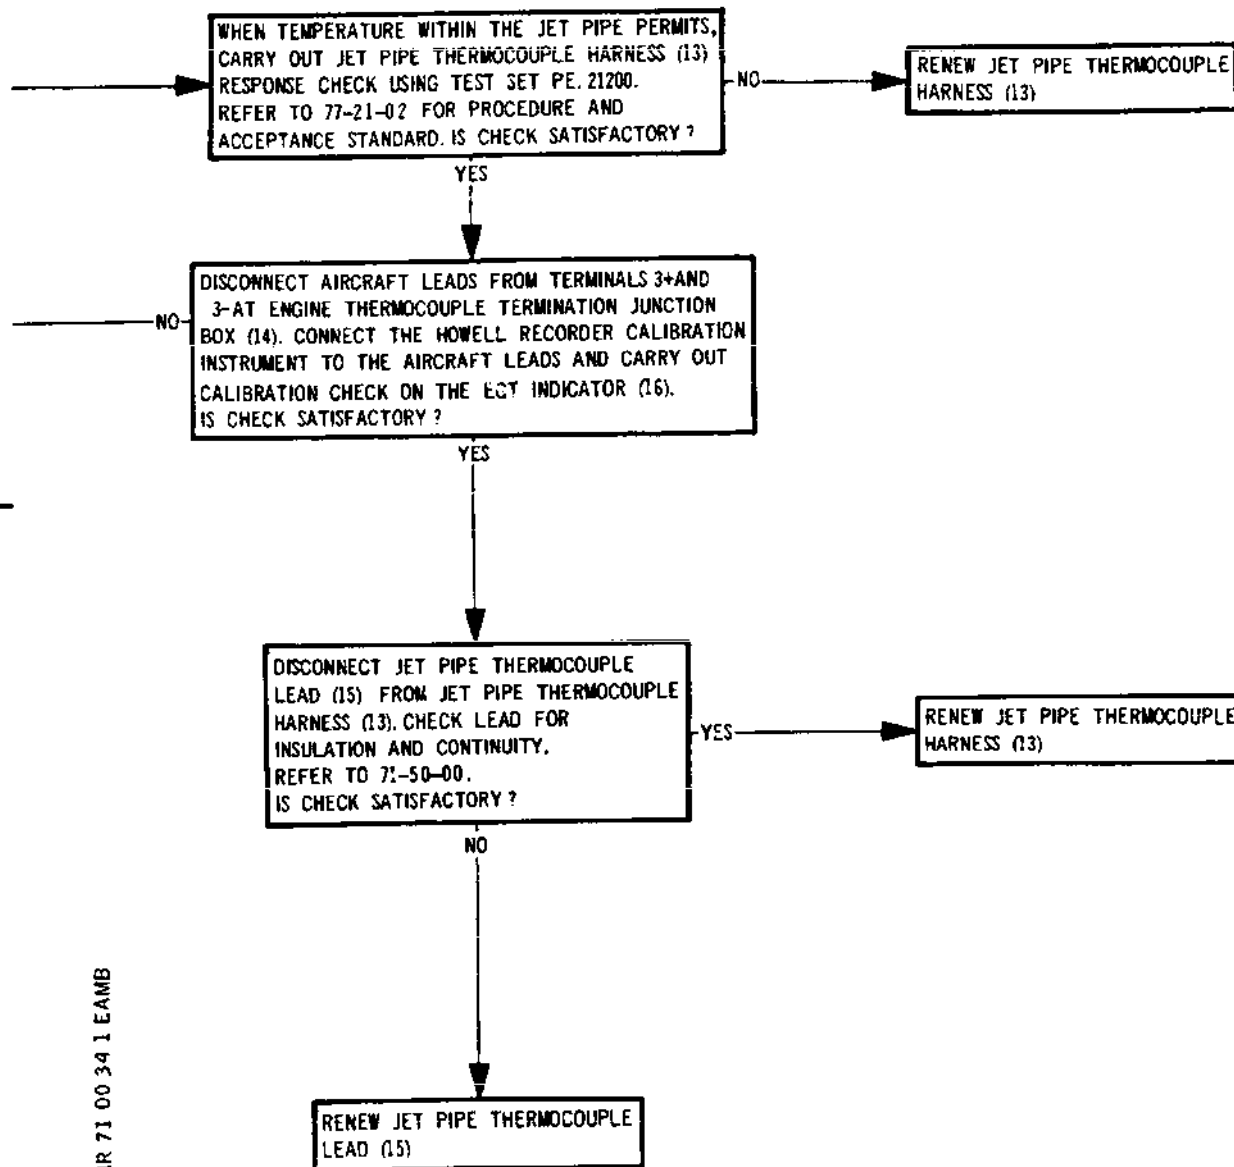 WHEN TEMPERATURE WITHIN THE JET PIPE PERMITS,
CARRY OUT JET PIPE THERMOCOUPLE HARNESS (13)
RESPONSE CHECK USING TEST SET PE. 21200.
REFER TO 77-21-02 FOR PROCEDURE AND
ACCEPTANCE STANDARD. IS CHECK SATISFACTORY ?
NO
RENEW JET PIPE THERMOCOUPLE
HARNESS (13)
YES
DISCONNECT AIRCRAFT LEADS FROM TERMINALS 3+AND
3-AT ENGINE THERMOCOUPLE TERMINATION JUNCTION
BOX (14). CONNECT THE HOWELL RECORDER CALIBRATION
INSTRUMENT TO THE AIRCRAFT LEADS AND CARRY OUT
CALIBRATION CHECK ON THE EGT INDICATOR (16).
IS CHECK SATISFACTORY ?
NO
YES
DISCONNECT JET PIPE THERMOCOUPLE
LEAD (15) FROM JET PIPE THERMOCOUPLE
HARNESS (13). CHECK LEAD FOR
INSULATION AND CONTINUITY.
REFER TO 71-50-00.
IS CHECK SATISFACTORY ?
YES
RENEW JET PIPE THERMOCOUPLE
HARNESS (13)
NO
RENEW JET PIPE THERMOCOUPLE
LEAD (15)
R 71 00 34 1 EAMB